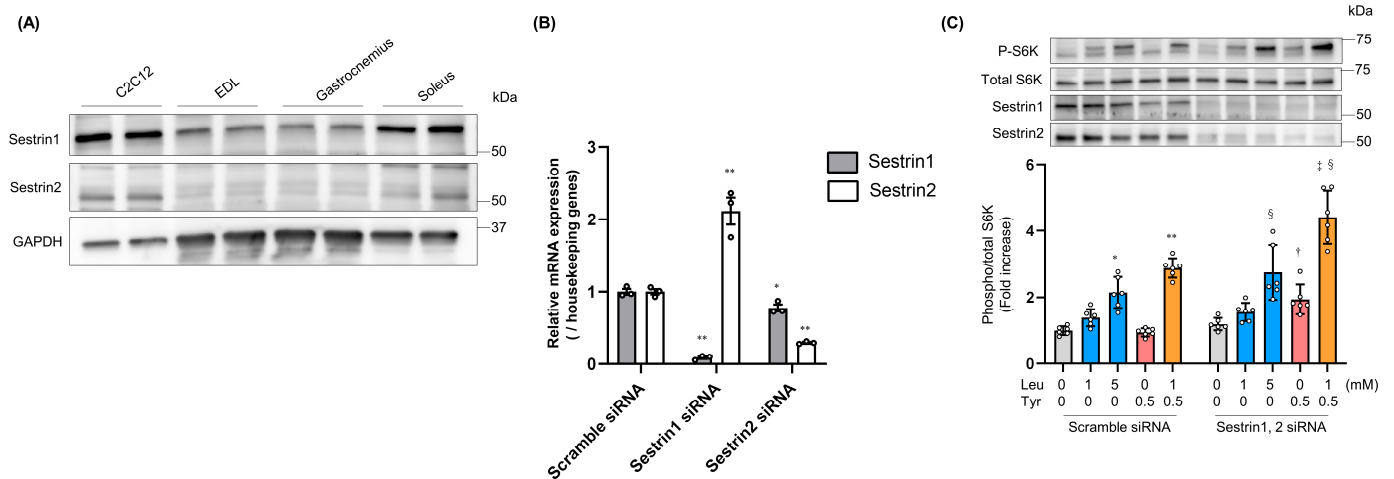 (A)
C2C12
EDL
Gastrocnemius
Soleus
kDa
Sestrin1
50
Sestrin2
50
GAPDH
37
(B)
Relative mRNA expression
( / housekeeping genes)
3
2
1
0
**
**
*
**
Sestrin1
Sestrin2
Scramble siRNA
Sestrin1 siRNA
Sestrin2 siRNA
(C)
kDa
P-S6K
75
Total S6K
75
Sestrin1
50
Sestrin2
50
Phospho/total S6K
(Fold increase)
6
4
2
1
0
*
**
§
†
‡ §
Leu 0 1 5 0 1 0 1 5 0 1 (mM)
Tyr 0 0 0 0.5 0.5 0 0 0 0.5 0.5
Scramble siRNA
Sestrin1, 2 siRNA